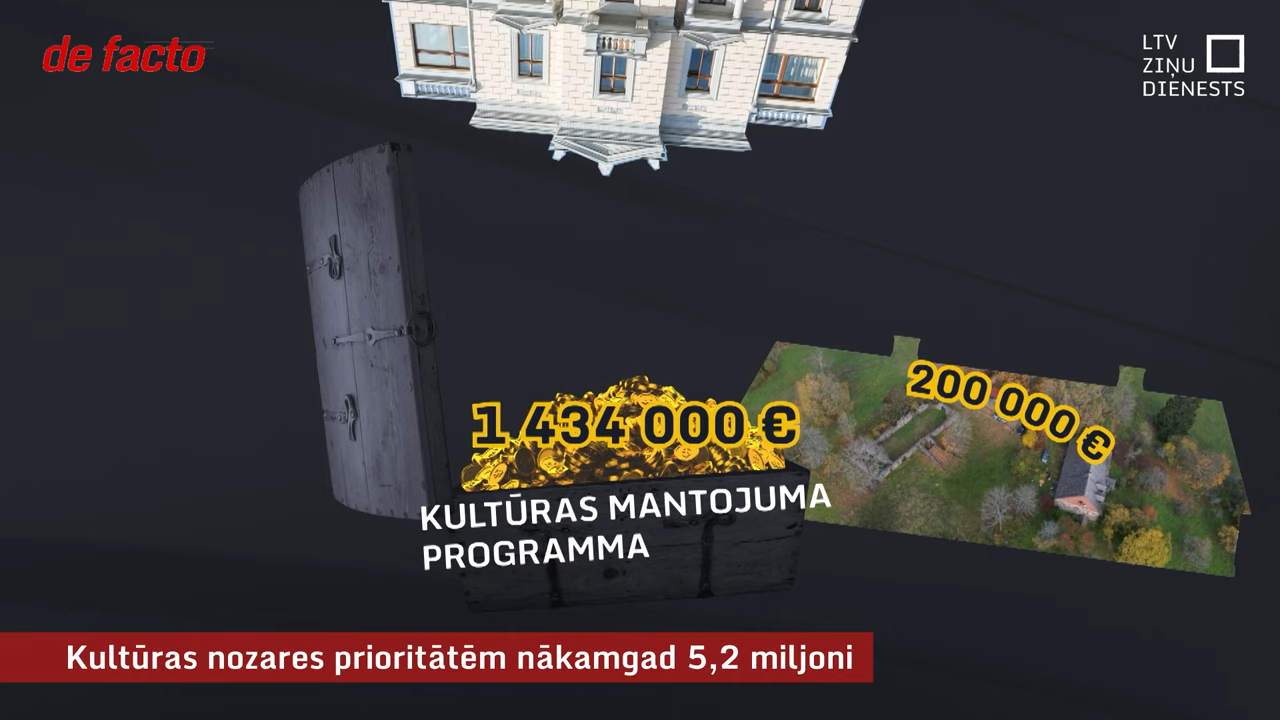 de facto
LTV
ZIŅU
DIENESTS
200 000 €
1 434 000 €
KULTŪRAS MANTOJUMA
PROGRAMMA
Kultūras nozares prioritātēm nākamgad 5,2 miljoni